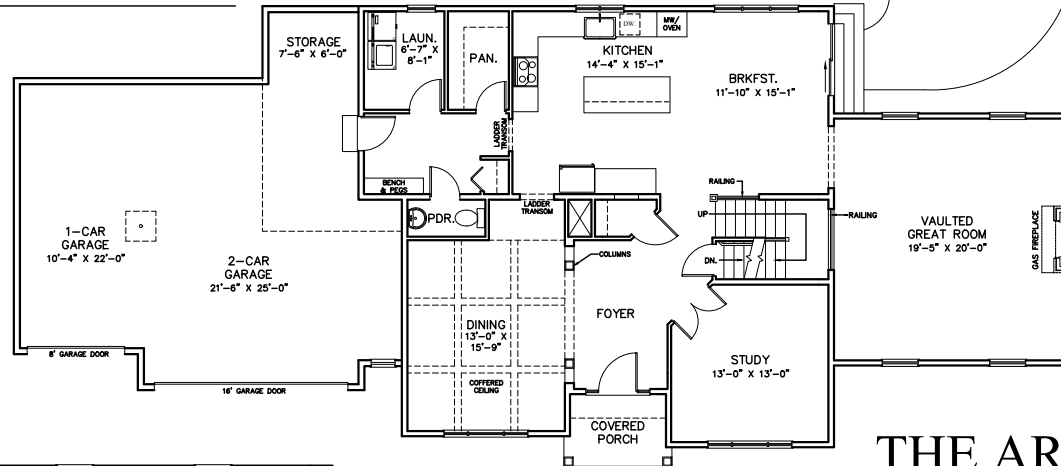 STORAGE
7'-6" X 6'-0"
LAUN.
6'-7" X
8'-1"
PAN.
DW.
MW/
OVEN
KITCHEN
14'-4" X 15'-1"
BRKFST.
11'-10" X 15'-1"
LADDER
TRANSOM
BENCH
& PEGS
LADDER
TRANSOM
PDR.
RAILING
UP
RAILING
DN.
1-CAR
GARAGE
10'-4" X 22'-0"
2-CAR
GARAGE
21'-6" X 25'-0"
VAULTED
GREAT ROOM
19'-5" X 20'-0"
GAS FIREPLACE
COLUMNS
FOYER
DINING
13'-0" X
15'-9"
COFFERED
CEILING
STUDY
13'-0" X 13'-0"
8' GARAGE DOOR
16' GARAGE DOOR
COVERED
PORCH
THE AR